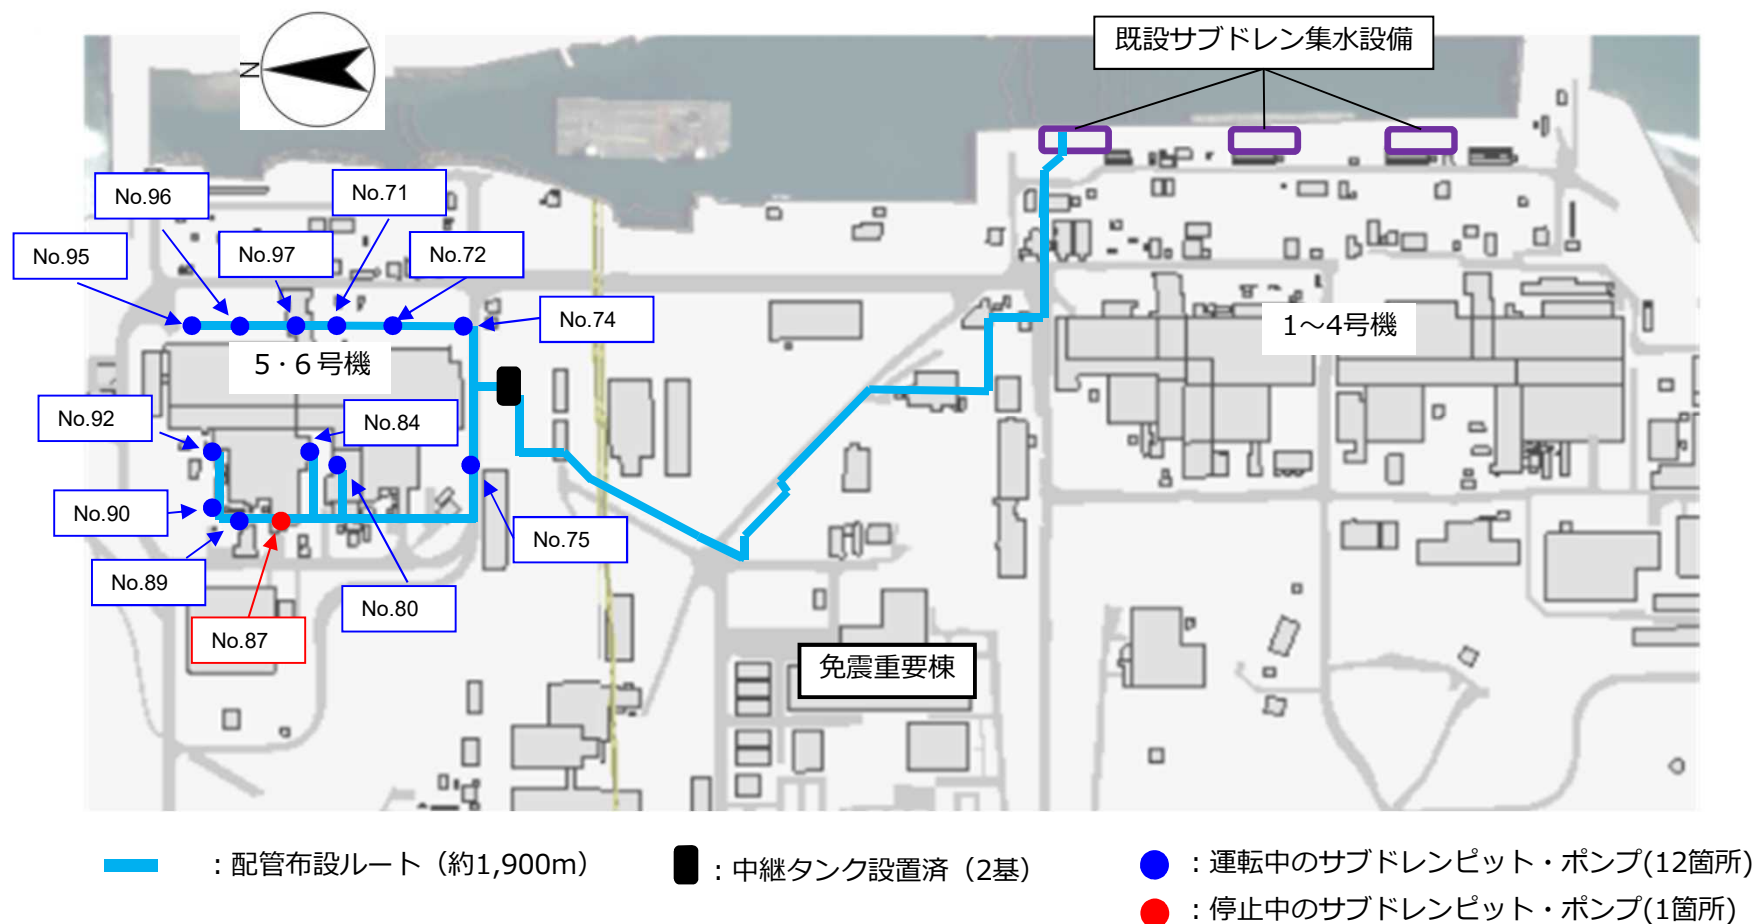 N
既設サブドレン集水設備
No.96
No.71
No.95
No.97
No.72
No.74
1～4号機
5・6号機
No.92
No.84
No.90
No.75
No.89
No.80
No.87
免震重要棟
：配管布設ルート（約1,900m）
：中継タンク設置済（2基）
：運転中のサブドレンピット・ポンプ(12箇所)
：停止中のサブドレンピット・ポンプ(1箇所)